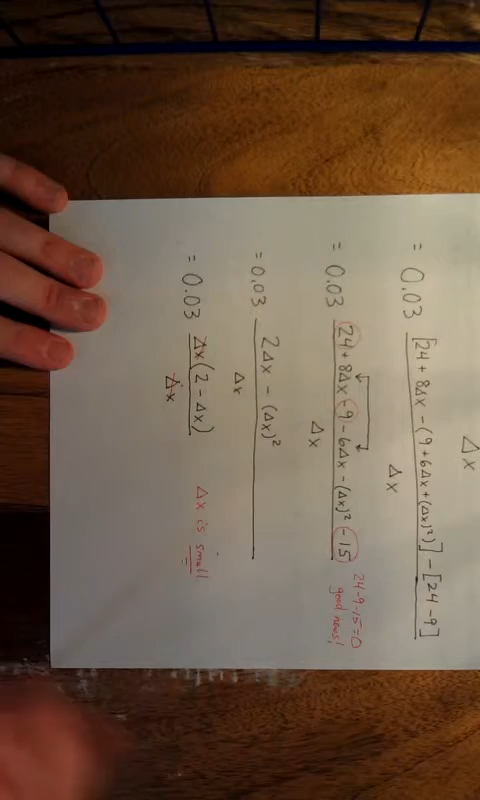 Δx
= 0.03 [24 + 8Δx - (9 + 6Δx + (Δx)²)] - [24 - 9]
Δx
= 0.03 24 + 8Δx - 9 - 6Δx - (Δx)² - 15
Δx
24-9-15=0
good news!
= 0.03 2Δx - (Δx)²
Δx
= 0.03 Δx(2 - Δx)
Δx
Δx is small